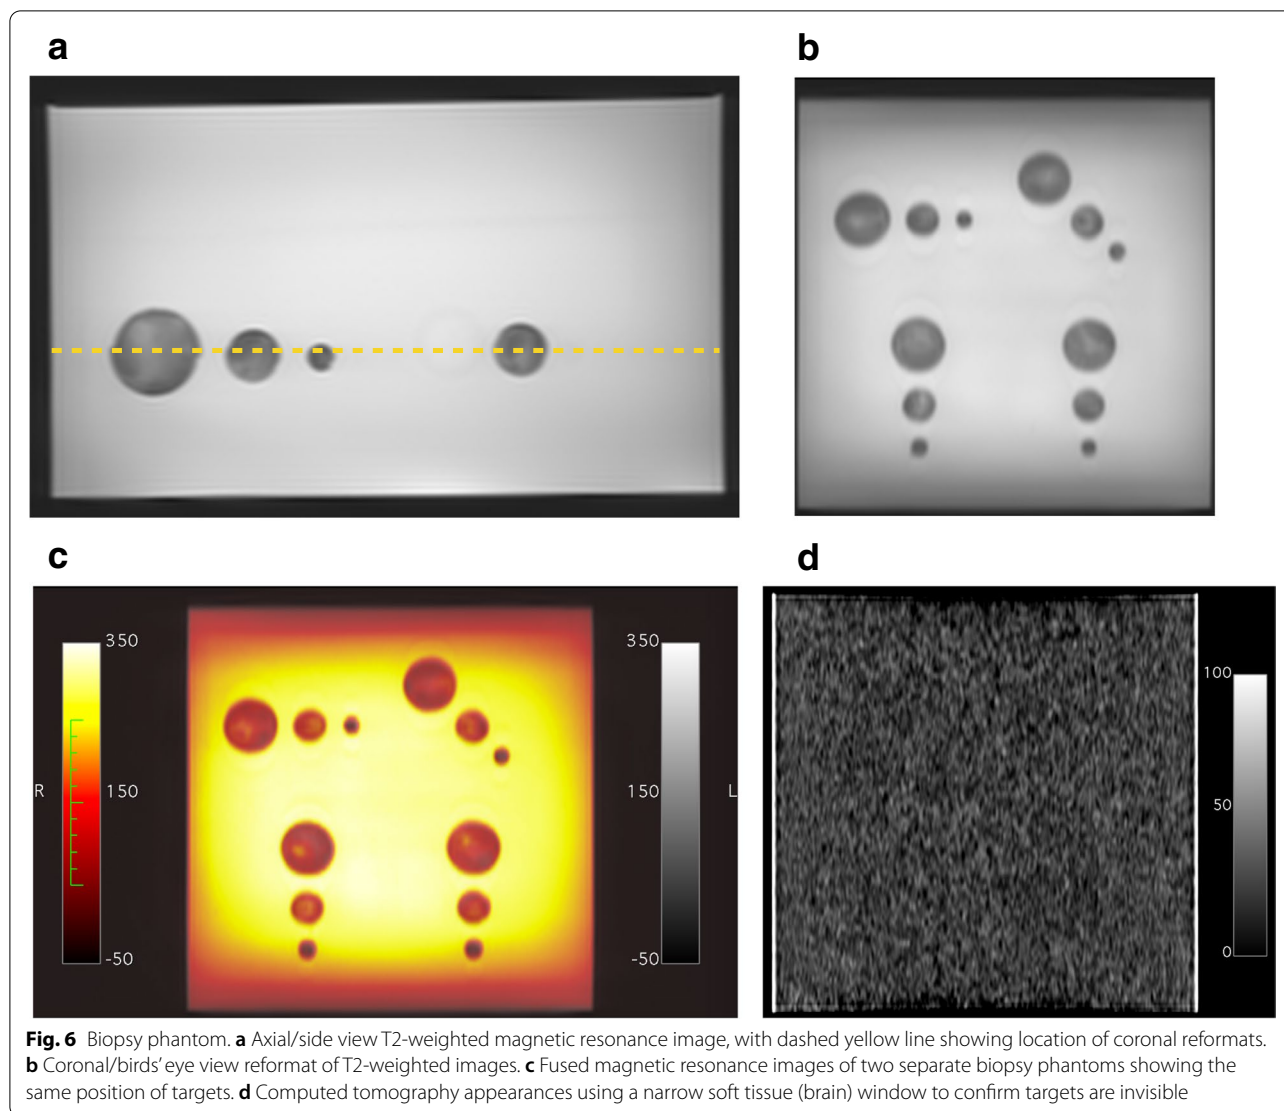 a
b
c
d
350
150
-50
R
350
150
-50
L
100
50
0
Fig. 6 Biopsy phantom. a Axial/side view T2-weighted magnetic resonance image, with dashed yellow line showing location of coronal reformats.
b Coronal/birds' eye view reformat of T2-weighted images. c Fused magnetic resonance images of two separate biopsy phantoms showing the
same position of targets. d Computed tomography appearances using a narrow soft tissue (brain) window to confirm targets are invisible